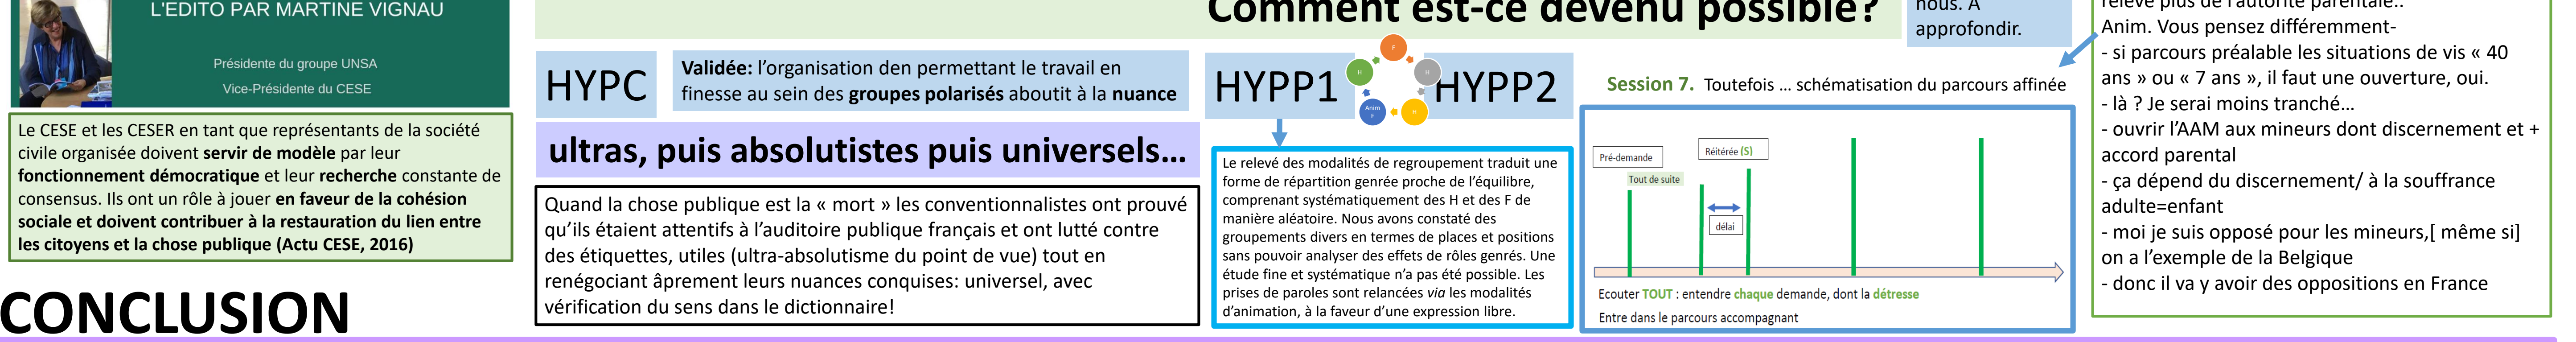 L'EDITO PAR MARTINE VIGNAU
Présidente du groupe UNSA
Vice-Présidente du CESE
Le CESE et les CESER en tant que représentants de la société
civile organisée doivent servir de modèle par leur
fonctionnement démocratique et leur recherche constante de
consensus. Ils ont un rôle à jouer en faveur de la cohésion
sociale et doivent contribuer à la restauration du lien entre
les citoyens et la chose publique (Actu CESE, 2016)
CONCLUSION
Comment est-ce devenu possible?
nous. A
approfondir.
HYPC
Validée: l'organisation den permettant le travail en
finesse au sein des groupes polarisés aboutit à la nuance
ultras, puis absolutistes puis universels…
Quand la chose publique est la « mort » les conventionnalistes ont prouvé
qu'ils étaient attentifs à l'auditoire publique français et ont lutté contre
des étiquettes, utiles (ultra-absolutisme du point de vue) tout en
renégociant âprement leurs nuances conquises: universel, avec
vérification du sens dans le dictionnaire!
HYPP1
F
H
H
Anim
F
H
HYPP2
Le relevé des modalités de regroupement traduit une
forme de répartition genrée proche de l'équilibre,
comprenant systématiquement des H et des F de
manière aléatoire. Nous avons constaté des
groupements divers en termes de places et positions
sans pouvoir analyser des effets de rôles genrés. Une
étude fine et systématique n'a pas été possible. Les
prises de paroles sont relancées via les modalités
d'animation, à la faveur d'une expression libre.
Session 7. Toutefois … schématisation du parcours affinée
Pré-demande
Réitérée (S)
Tout de suite
délai
Ecouter TOUT : entendre chaque demande, dont la détresse
Entre dans le parcours accompagnant
relève plus de l'autorité parentale..
Anim. Vous pensez différemment-
- si parcours préalable les situations de vis « 40
ans » ou « 7 ans », il faut une ouverture, oui.
- là ? Je serai moins tranché…
- ouvrir l'AAM aux mineurs dont discernement et +
accord parental
- ça dépend du discernement/ à la souffrance
adulte=enfant
- moi je suis opposé pour les mineurs,[ même si]
on a l'exemple de la Belgique
- donc il va y avoir des oppositions en France